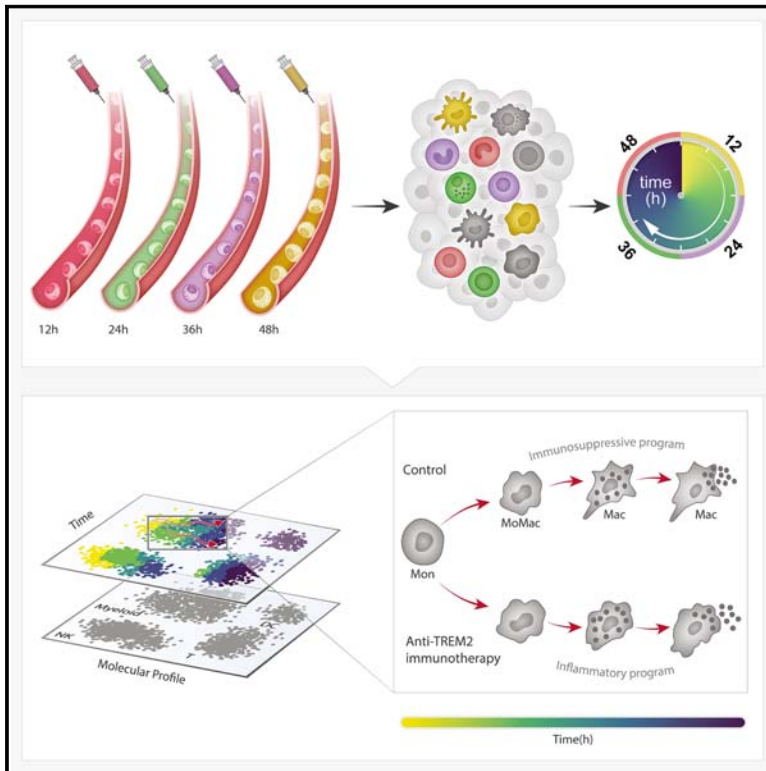 12h 24h 36h 48h
48 12
time
(h)
36 24
Time
Myeloid
DC
NK
T
Molecular Profile
Immunosuppressive program
Control
MoMac Mac Mac
Mon
Anti-TREM2
immunotherapy
Inflammatory program
Time(h)